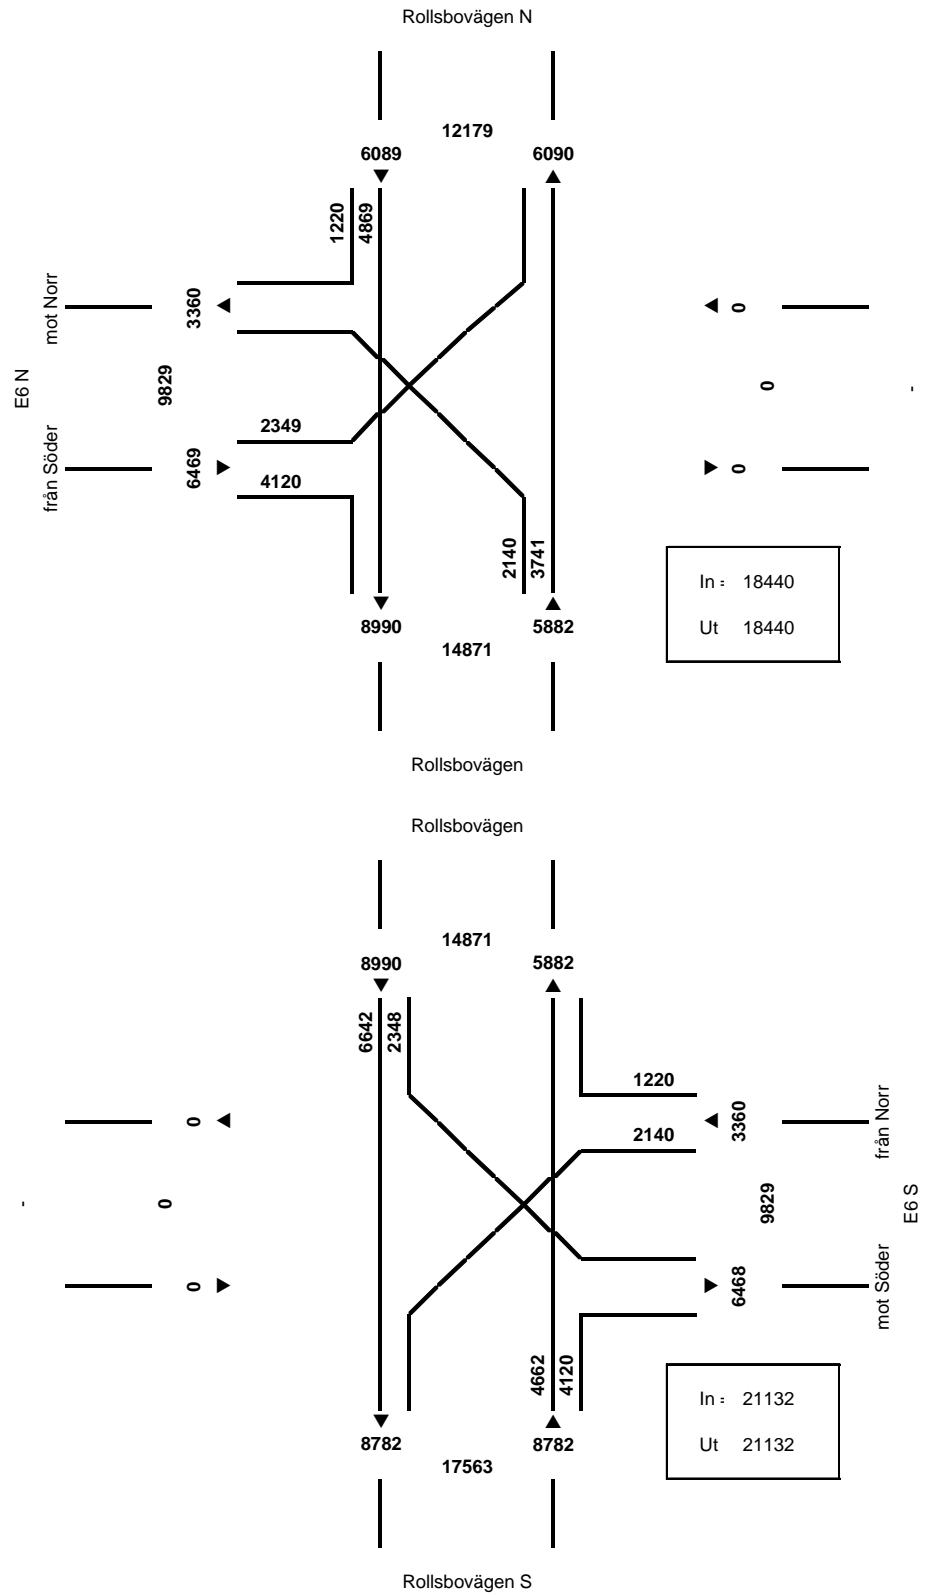 Rollsbovägen N
12179
6089
6090
1220
4869
mot Norr
3360
0
E6 N
9829
0
-
2349
från Söder
6469
0
4120
2140
3741
In = 18440
Ut 18440
8990
5882
14871
Rollsbovägen
Rollsbovägen
14871
8990
5882
6642
2348
1220
från Norr
0
3360
2140
-
0
9829
E6 S
0
6468
mot Söder
4662
4120
In = 21132
Ut 21132
8782
8782
17563
Rollsbovägen S